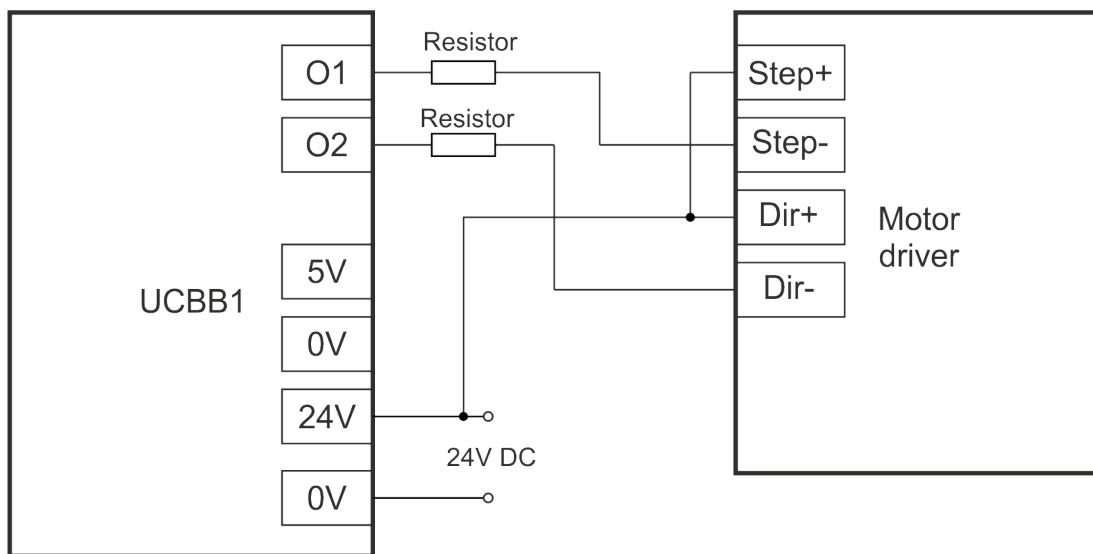 Resistor
O1
Step+
Resistor
O2
Step-
Dir+
Motor
driver
5V
Dir-
UCBB1
0V
24V
24V DC
0V